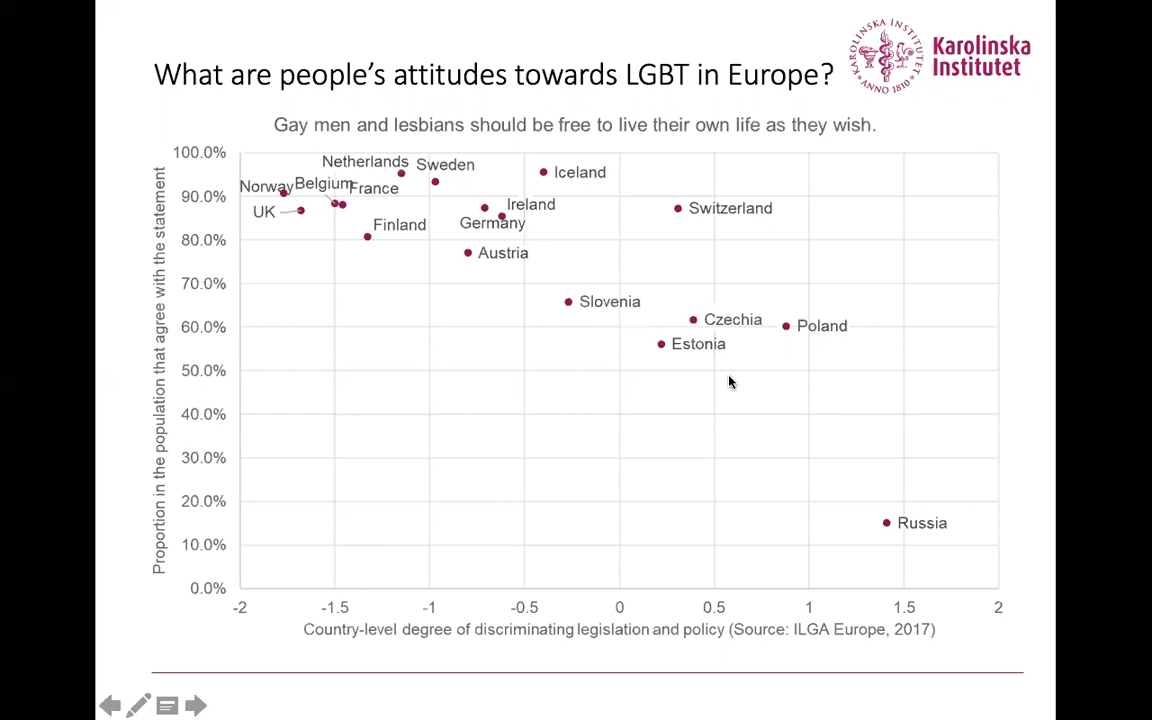 What are people's attitudes towards LGBT in Europe?
KAROLINSKA INSTITUTET
ANNO 1810
Karolinska
Institutet
Gay men and lesbians should be free to live their own life as they wish.
Proportion in the population that agree with the statement
100.0%
90.0%
80.0%
70.0%
60.0%
50.0%
40.0%
30.0%
20.0%
10.0%
0.0%
Netherlands
Sweden
Iceland
Norway
Belgium
France
UK
Ireland
Switzerland
Finland
Germany
Austria
Slovenia
Czechia
Poland
Estonia
Russia
-2
-1.5
-1
-0.5
0
0.5
1
1.5
2
Country-level degree of discriminating legislation and policy (Source: ILGA Europe, 2017)